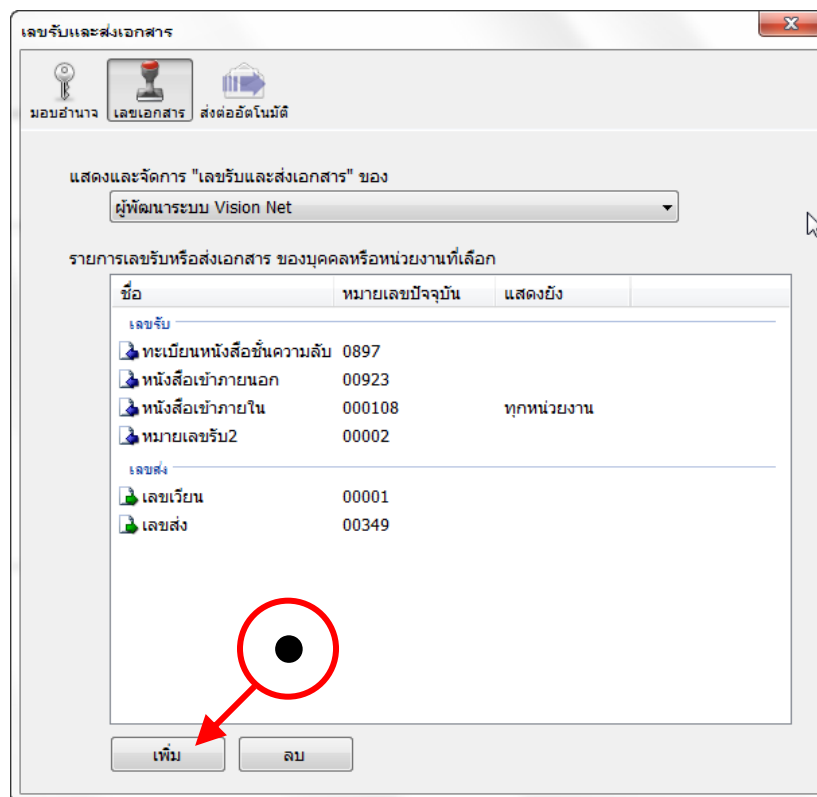 เลขรับและส่งเอกสาร
มอบอำนาจ เลขเอกสาร ส่งต่ออัตโนมัติ
แสดงและจัดการ "เลขรับและส่งเอกสาร" ของ
ผู้พัฒนาระบบ Vision Net
รายการเลขรับหรือส่งเอกสาร ของบุคคลหรือหน่วยงานที่เลือก
ชื่อ หมายเลขปัจจุบัน แสดงยัง
เลขรับ
ทะเบียนหนังสือชั้นความลับ 0897
หนังสือเข้าภายนอก 00923
หนังสือเข้าภายใน 000108 ทุกหน่วยงาน
หมายเลขรับ2 00002
เลขส่ง
เลขเวียน 00001
เลขส่ง 00349
เพิ่ม ลบ